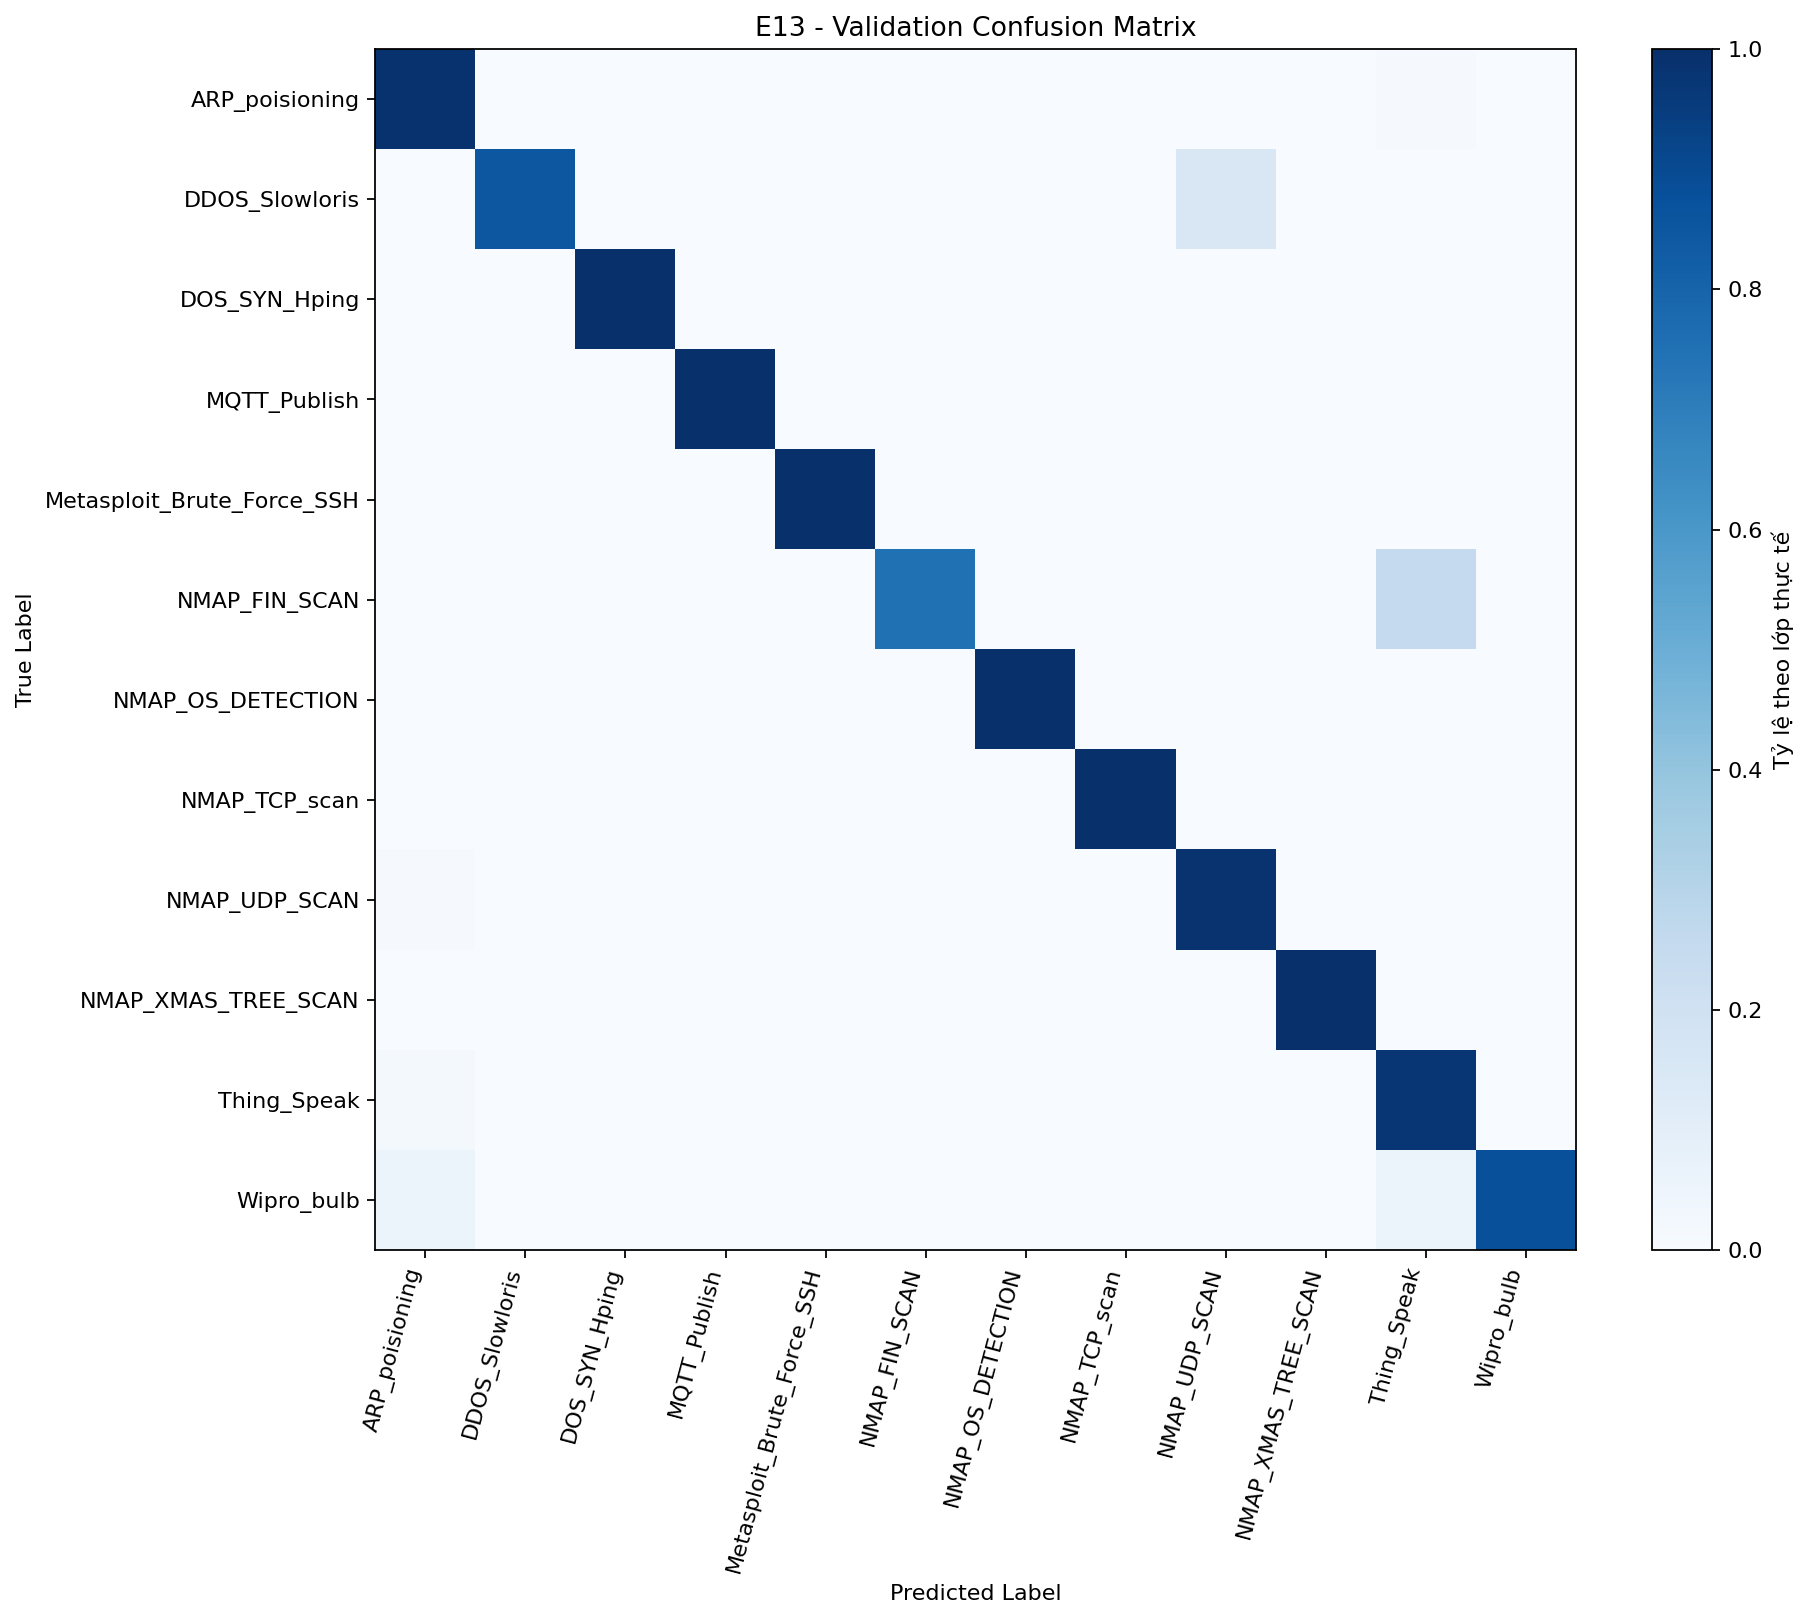 E13 - Validation Confusion Matrix
True Label
ARP_poisioning
DDOS_Slowloris
DOS_SYN_Hping
MQTT_Publish
Metasploit_Brute_Force_SSH
NMAP_FIN_SCAN
NMAP_OS_DETECTION
NMAP_TCP_scan
NMAP_UDP_SCAN
NMAP_XMAS_TREE_SCAN
Thing_Speak
Wipro_bulb
ARP_poisioning
DDOS_Slowloris
DOS_SYN_Hping
MQTT_Publish
Metasploit_Brute_Force_SSH
NMAP_FIN_SCAN
NMAP_OS_DETECTION
NMAP_TCP_scan
NMAP_UDP_SCAN
NMAP_XMAS_TREE_SCAN
Thing_Speak
Wipro_bulb
Predicted Label
1.0
0.8
0.6
0.4
0.2
0.0
Tỷ lệ theo lớp thực tế